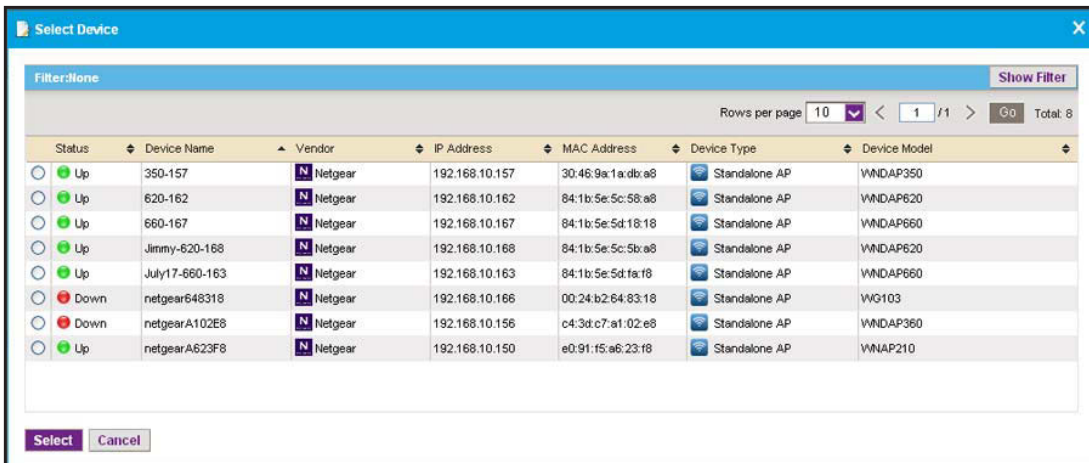 Select Device X
Filter:None Show Filter
Rows per page 10 < 1 /1 > Go Total: 8
Status Device Name Vendor IP Address MAC Address Device Type Device Model
Up 350-157 N Netgear 192.168.10.157 30:46:9a:1a:db:a8 Standalone AP WNDAP350
Up 620-162 N Netgear 192.168.10.162 84:1b:5e:5c:58:a8 Standalone AP WNDAP620
Up 660-167 N Netgear 192.168.10.167 84:1b:5e:5d:18:18 Standalone AP WNDAP660
Up Jimmy-620-168 N Netgear 192.168.10.168 84:1b:5e:5c:5b:a8 Standalone AP WNDAP620
Up July17-660-163 N Netgear 192.168.10.163 84:1b:5e:5d:fa:f8 Standalone AP WNDAP660
Down netgear648318 N Netgear 192.168.10.166 00:24:b2:64:83:18 Standalone AP WG103
Down netgearA102E8 N Netgear 192.168.10.156 c4:3d:c7:a1:02:e8 Standalone AP WNDAP360
Up netgearA623F8 N Netgear 192.168.10.150 e0:91:f5:a6:23:f8 Standalone AP WNAP210
Select Cancel